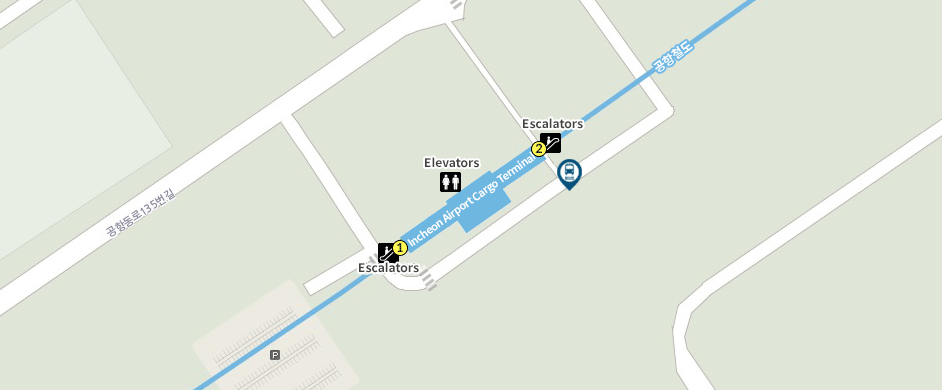 공항철도
Escalators
2
Elevators
Incheon Airport Cargo Terminal
공항동로135번길
1
Escalators
P